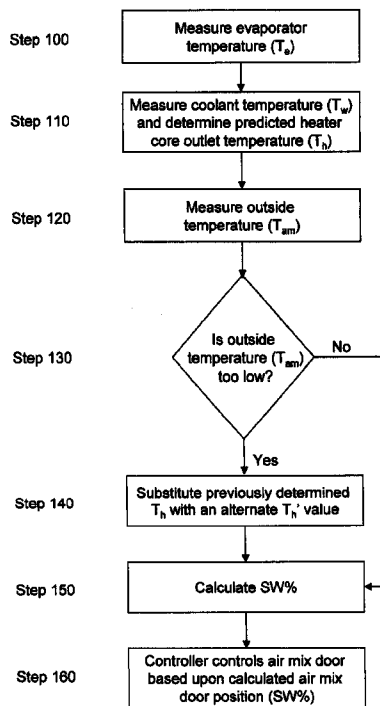 Step 100
Measure evaporator
temperature (Te)
Step 110
Measure coolant temperature (Tw)
and determine predicted heater
core outlet temperature
(Th)
Step 120
Measure outside
temperature (Tam)
Step 130
Is outside
temperature (Tam)
too low?
No
Yes
Step 140
Substitute previously determined
Th with an alternate Th' value
Step 150
Calculate SW%
Step 160
Controller controls air mix door
based upon calculated air mix
door position (SW%)